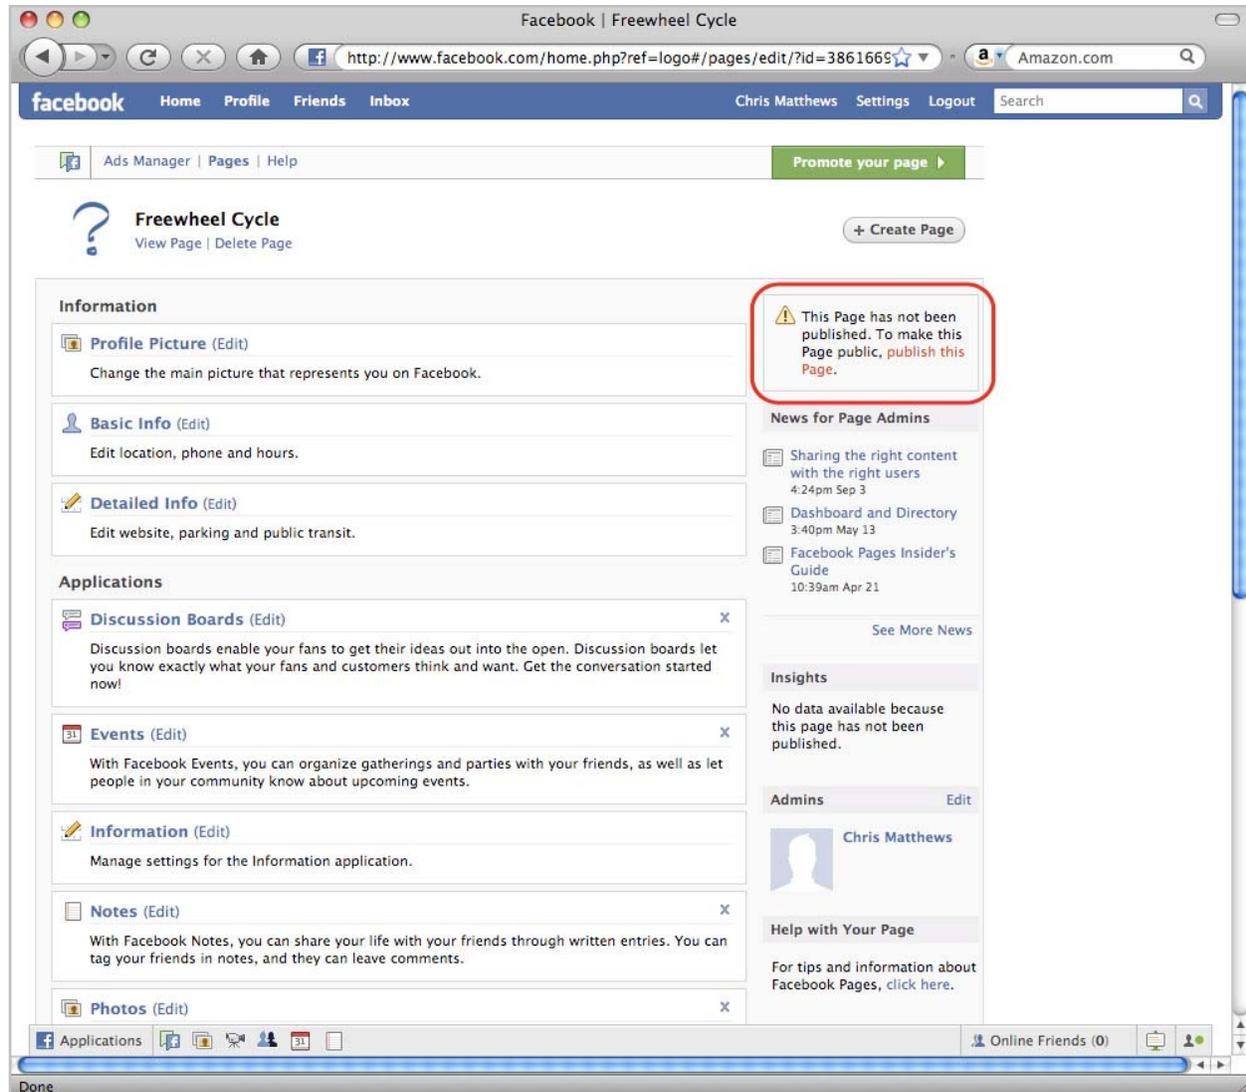 Facebook | Freewheel Cycle
http://www.facebook.com/home.php?ref=logo#/pages/edit/?id=3861669
a Amazon.com
facebook Home Profile Friends Inbox Chris Matthews Settings Logout Search
Ads Manager | Pages | Help Promote your page
Freewheel Cycle
View Page | Delete Page
+ Create Page
Information
Profile Picture (Edit)
Change the main picture that represents you on Facebook.
Basic Info (Edit)
Edit location, phone and hours.
Detailed Info (Edit)
Edit website, parking and public transit.
Applications
Discussion Boards (Edit) x
Discussion boards enable your fans to get their ideas out into the open. Discussion boards let
you know exactly what your fans and customers think and want. Get the conversation started
now!
31 Events (Edit) x
With Facebook Events, you can organize gatherings and parties with your friends, as well as let
people in your community know about upcoming events.
Information (Edit)
Manage settings for the Information application.
Notes (Edit) x
With Facebook Notes, you can share your life with your friends through written entries. You can
tag your friends in notes, and they can leave comments.
Photos (Edit) x
This Page has not been
published. To make this
Page public, publish this
Page.
News for Page Admins
Sharing the right content
with the right users
4:24pm Sep 3
Dashboard and Directory
3:40pm May 13
Facebook Pages Insider's
Guide
10:39am Apr 21
See More News
Insights
No data available because
this page has not been
published.
Admins Edit
Chris Matthews
Help with Your Page
For tips and information about
Facebook Pages, click here.
f Applications 31 Online Friends (0)
Done